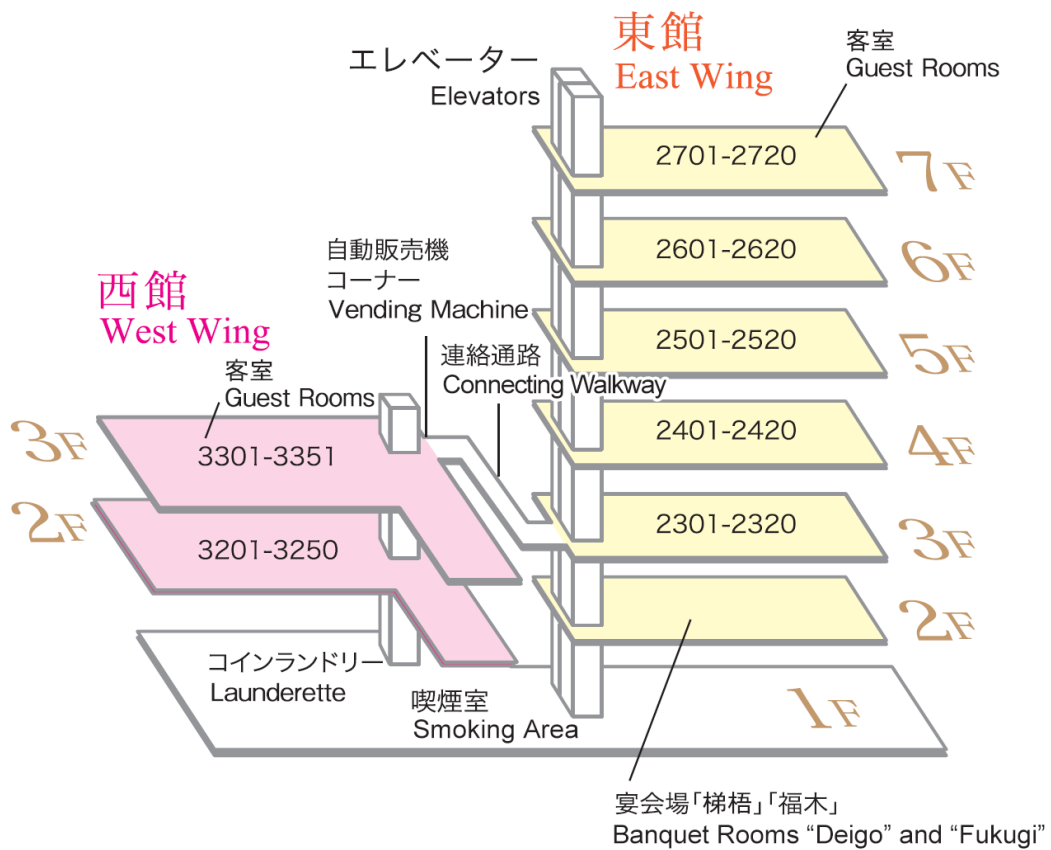 東館
East Wing
エレベーター
Elevators
客室
Guest Rooms
2701-2720
7F
2601-2620
6F
2501-2520
5F
2401-2420
4F
2301-2320
3F
2F
自動販売機
コーナー
Vending Machine
連絡通路
Connecting Walkway
西館
West Wing
客室
Guest Rooms
3F
3301-3351
2F
3201-3250
コインランドリー
Launderette
喫煙室
Smoking Area
1F
宴会場「梯梧」「福木」
Banquet Rooms “Deigo” and “Fukugi”